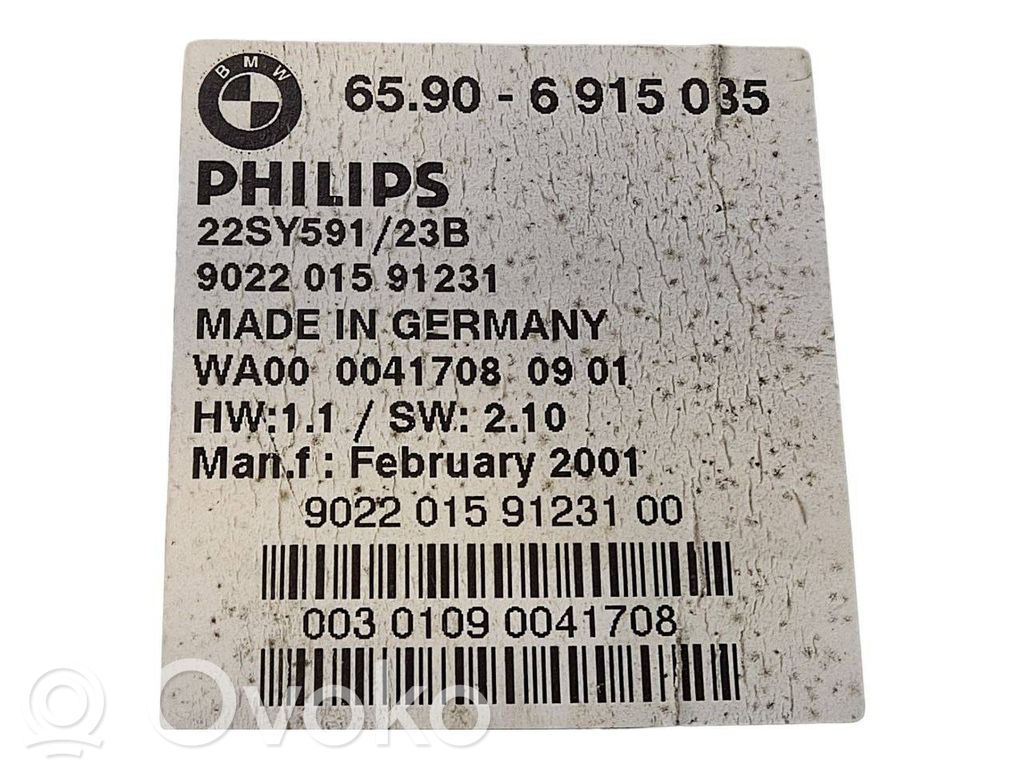 BMW
65.90 - 6 915 035
PHILIPS
22SY591/23B
9022 015 91231
MADE IN GERMANY
WA00 0041708 09 01
HW:1.1 / SW: 2.10
Man.f : February 2001
9022 015 91231 00
003 0109 0041708
Ovoko